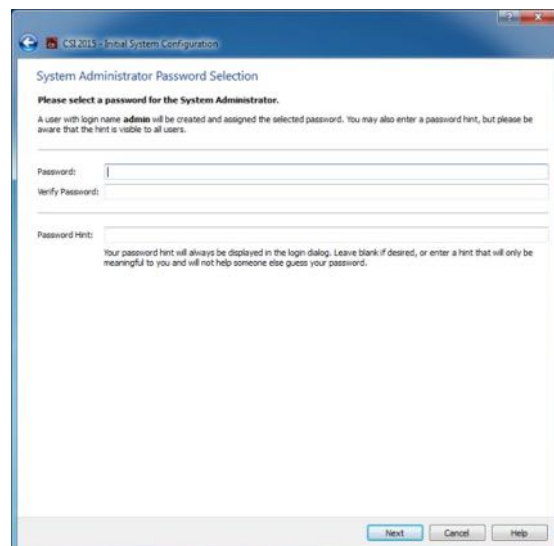 CSI 2015 - Initial System Configuration
System Administrator Password Selection
Please select a password for the System Administrator.
A user with login name admin will be created and assigned the selected password. You may also enter a password hint, but please be
aware that the hint is visible to all users.
Password:
Verify Password:
Password Hint:
Your password hint will always be displayed in the login dialog. Leave blank if desired, or enter a hint that will only be
meaningful to you and will not help someone else guess your password.
Next Cancel Help